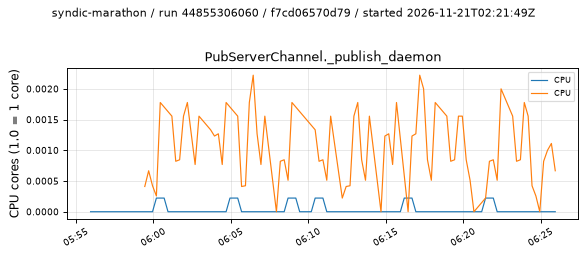 syndic-marathon / run 44855306060 / f7cd06570d79 / started 2026-11-21T02:21:49Z
PubServerChannel._publish_daemon
CPU cores (1.0 = 1 core)
0.0020
0.0015
0.0010
0.0005
0.0000
CPU
CPU
05:55
06:00
06:05
06:10
06:15
06:20
06:25